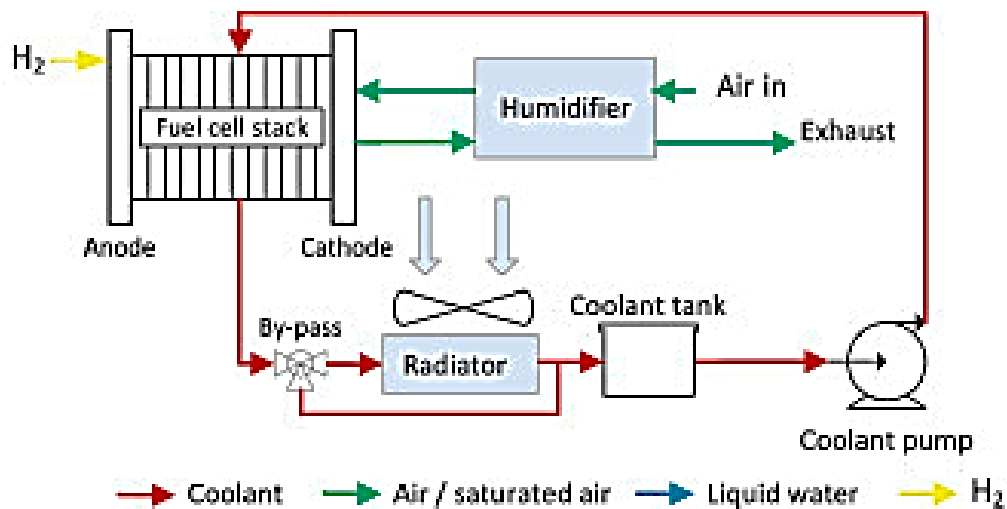 H₂
Air in
Humidifier
Fuel cell stack
Exhaust
Anode
Cathode
Coolant tank
By-pass
Radiator
Coolant pump
Coolant
Air / saturated air
Liquid water
H₂